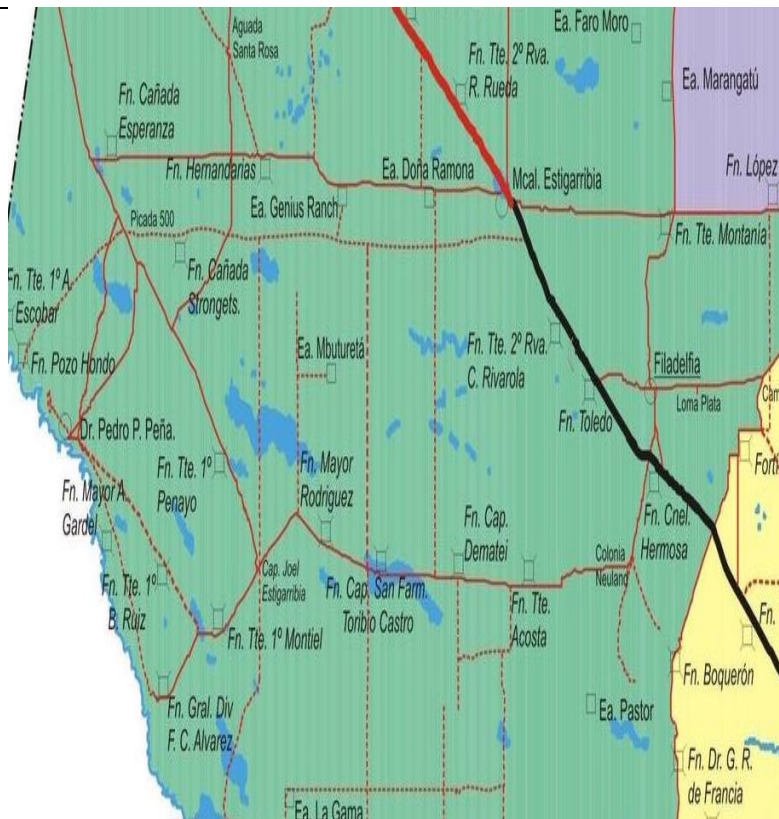 Aguada
Santa Rosa
Ea. Faro Moro
Fn. Tte. 2º Rva.
R. Rueda
Ea. Marangatú
Fn. Cañada
Esperanza
Fn. Hernandarias
Ea. Doña Ramona
Mcal. Estigarribia
Fn. López
Ea. Genius Ranch
Picada 500
Fn. Tte. Montania
Fn. Cañada
Strongets.
Fn. Tte. 1º A.
Escobar
Fn. Pozo Hondo
Ea. Mbuturetá
Fn. Tte. 2º Rva.
C. Rivarola
Filadelfia
Loma Plata
Cam
Fn. Toledo
Dr. Pedro P. Peña.
Fn. Tte. 1º
Penayo
Fn. Mayor
Rodriguez
Fortí
Fn. Mayor A.
Gardel
Fn. Cnel.
Hermosa
Fn. Cap.
Dematei
Colonia
Neuland
Cap. Joel
Estigarribia
Fn. Tte. 1º
B. Ruiz
Fn. Cap. San Farm.
Toribio Castro
Fn. Tte.
Acosta
Fn.
Fn. Tte. 1º Montiel
Fn. Boquerón
Fn. Gral. Div
F. C. Alvarez
Ea. Pastor
Fn. Dr. G. R.
de Francia
Ea. La Gama